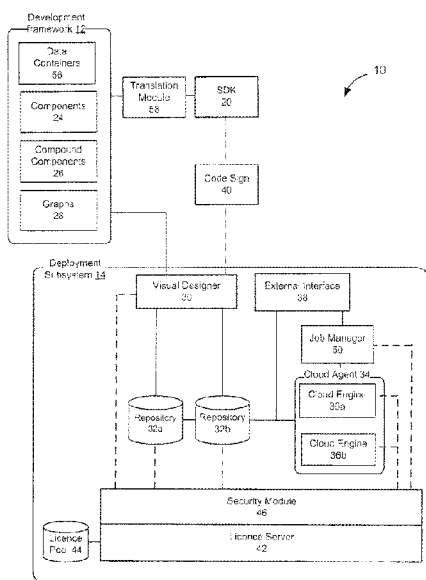 Development
framework 12
Data
Containers
56
Components
24
Compound
Components
26
Graphs
28
Translation
Module
58
SDK
20
10
Code Sign
40
Deployment
Subsystem 14
Visual Designer
30
External Interface
38
Job Manager
50
Cloud Agent 34
Cloud Engine
36a
Cloud Engine
36b
Repository
32a
Repository
32b
Security Module
46
Licence Server
42
Licence
Pool 44